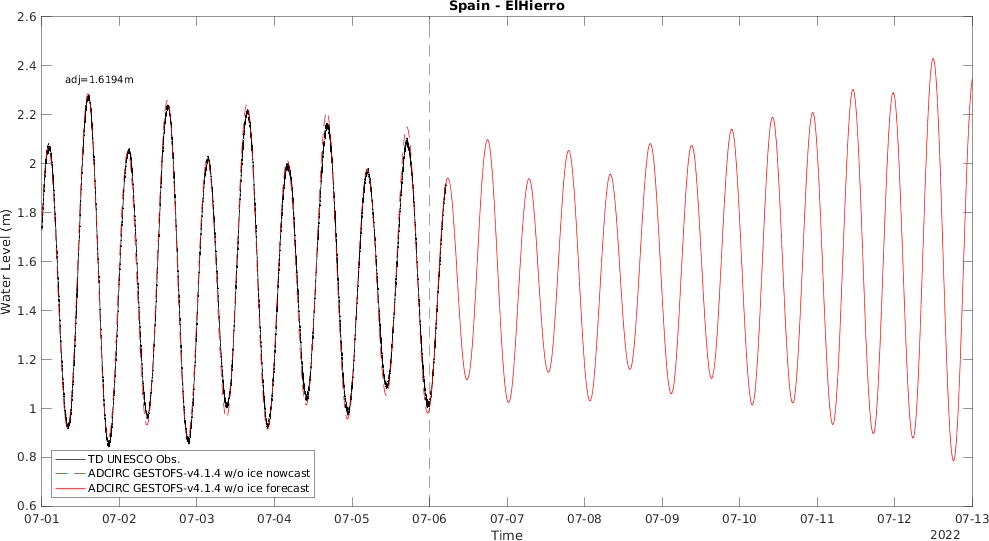 Spain - ElHierro
2.6
2.4
2.2
2
1.8
1.6
1.4
1.2
1
0.8
0.6
Water Level (m)
adj=1.6194m
TD UNESCO Obs.
ADCIRC GESTOFS-v4.1.4 w/o ice nowcast
ADCIRC GESTOFS-v4.1.4 w/o ice forecast
07-01 07-02 07-03 07-04 07-05 07-06 07-07 07-08 07-09 07-10 07-11 07-12 07-13
Time
2022